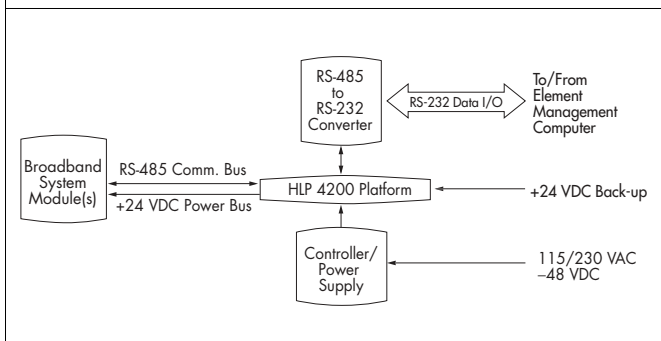 RS-485
to
RS-232
Converter
RS-232 Data I/O
To/From
Element
Management
Computer
Broadband
System
Module(s)
RS-485 Comm. Bus
+24 VDC Power Bus
HLP 4200 Platform
+24 VDC Back-up
Controller/
Power
Supply
115/230 VAC
–48 VDC